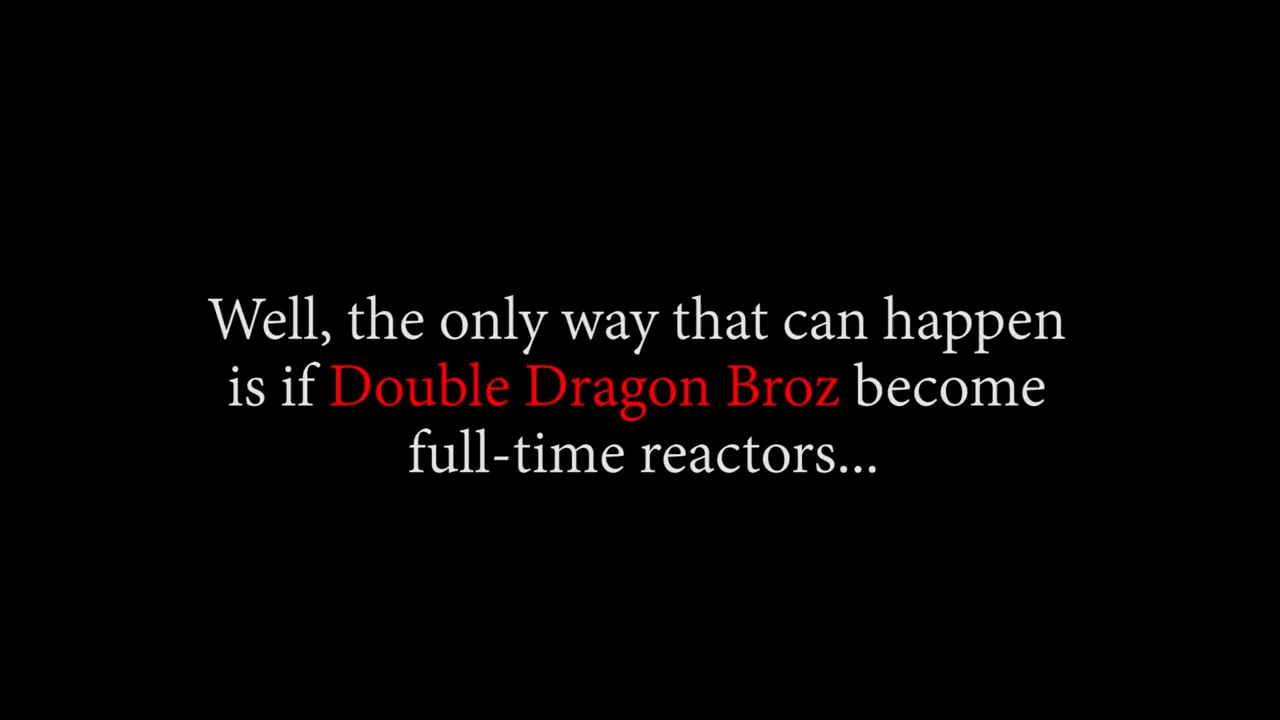 Well, the only way that can happen
is if Double Dragon Broz become
full-time reactors...